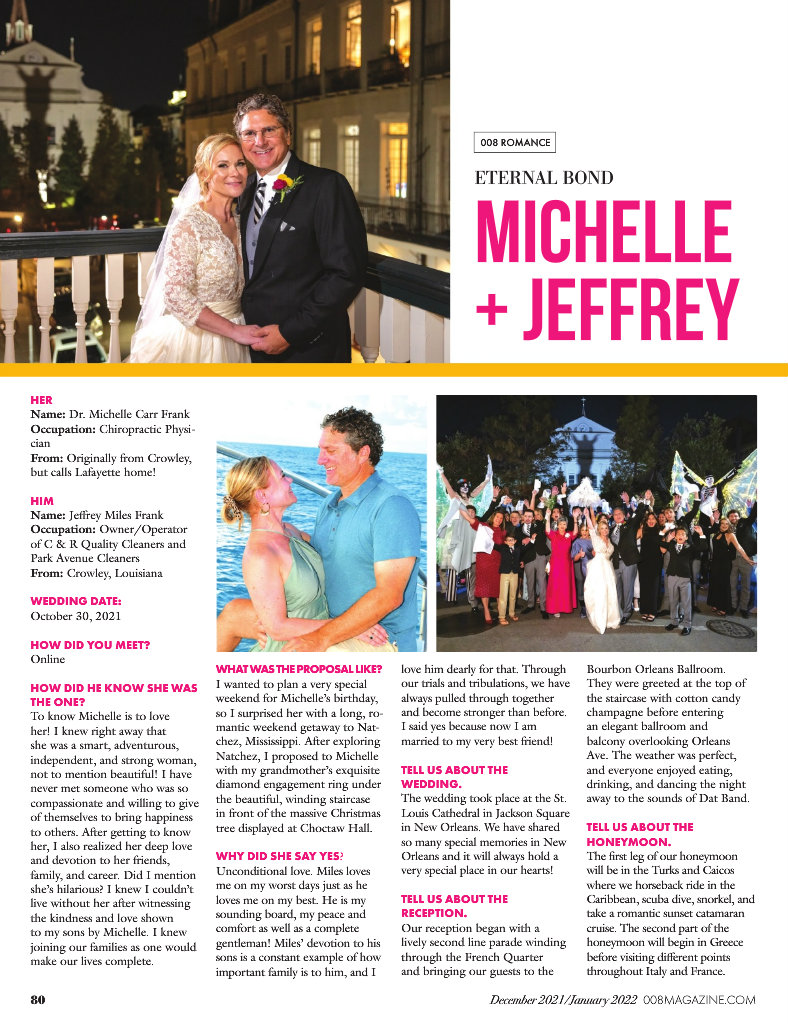 008 ROMANCE
ETERNAL BOND
MICHELLE
+ JEFFREY
HER
Name: Dr. Michelle Carr Frank
Occupation: Chiropractic Physi-
cian
From: Originally from Crowley,
but calls Lafayette home!
HIM
Name: Jeffrey Miles Frank
Occupation: Owner/Operator
of C & R Quality Cleaners and
Park Avenue Cleaners
From: Crowley, Louisiana
WEDDING DATE:
October 30, 2021
HOW DID YOU MEET?
Online
HOW DID HE KNOW SHE WAS
THE ONE?
To know Michelle is to love
her! I knew right away that
she was a smart, adventurous,
independent, and strong woman,
not to mention beautiful! I have
never met someone who was so
compassionate and willing to give
of themselves to bring happiness
to others. After getting to know
her, I also realized her deep love
and devotion to her friends,
family, and career. Did I mention
she's hilarious? I knew I couldn't
live without her after witnessing
the kindness and love shown
to my sons by Michelle. I knew
joining our families as one would
make our lives complete.
WHAT WAS THE PROPOSAL LIKE?
I wanted to plan a very special
weekend for Michelle's birthday,
so I surprised her with a long, ro-
mantic weekend getaway to Nat-
chez, Mississippi. After exploring
Natchez, I proposed to Michelle
with my grandmother's exquisite
diamond engagement ring under
the beautiful, winding staircase
in front of the massive Christmas
tree displayed at Choctaw Hall.
WHY DID SHE SAY YES?
Unconditional love. Miles loves
me on my worst days just as he
loves me on my best. He is my
sounding board, my peace and
comfort as well as a complete
gentleman! Miles' devotion to his
sons is a constant example of how
important family is to him, and I
love him dearly for that. Through
our trials and tribulations, we have
always pulled through together
and become stronger than before.
I said yes because now I am
married to my very best friend!
TELL US ABOUT THE
WEDDING.
The wedding took place at the St.
Louis Cathedral in Jackson Square
in New Orleans. We have shared
so many special memories in New
Orleans and it will always hold a
very special place in our hearts!
TELL US ABOUT THE
RECEPTION.
Our reception began with a
lively second line parade winding
through the French Quarter
and bringing our guests to the
Bourbon Orleans Ballroom.
They were greeted at the top of
the staircase with cotton candy
champagne before entering
an elegant ballroom and
balcony overlooking Orleans
Ave. The weather was perfect,
and everyone enjoyed eating,
drinking, and dancing the night
away to the sounds of Dat Band.
TELL US ABOUT THE
HONEYMOON.
The first leg of our honeymoon
will be in the Turks and Caicos
where we horseback ride in the
Caribbean, scuba dive, snorkel, and
take a romantic sunset catamaran
cruise. The second part of the
honeymoon will begin in Greece
before visiting different points
throughout Italy and France.
80
December 2021/January 2022 008MAGAZINE.COM